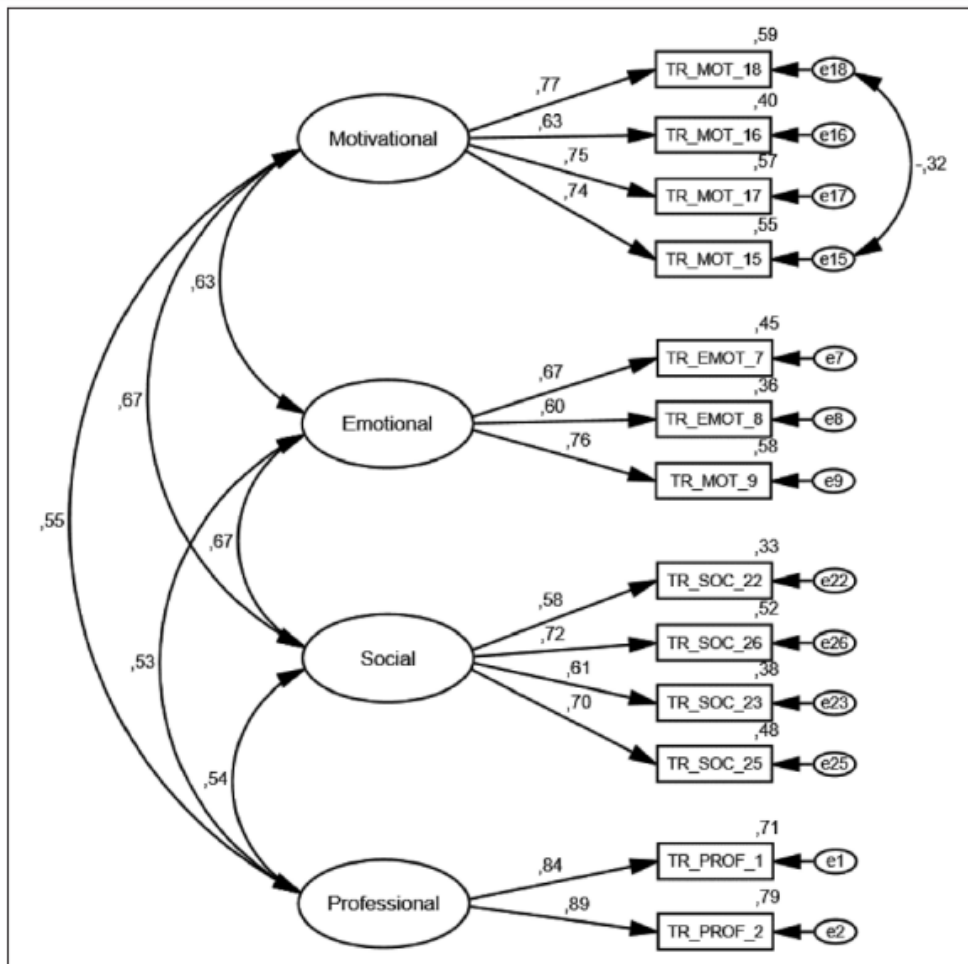 ,59
TR_MOT_18
e18
,77
,40
Motivational
,63
TR_MOT_16
e16
,75
,57
-,32
TR_MOT_17
e17
,74
,55
TR_MOT_15
e15
,63
,45
TR_EMOT_7
e7
,67
,36
,67
Emotional
,60
TR_EMOT_8
e8
,76
,58
TR_MOT_9
e9
,55
,67
,33
TR_SOC_22
e22
,58
,52
,53
Social
,72
TR_SOC_26
e26
,61
,38
TR_SOC_23
e23
,70
,48
TR_SOC_25
e25
,54
,71
TR_PROF_1
e1
,84
,79
Professional
,89
TR_PROF_2
e2